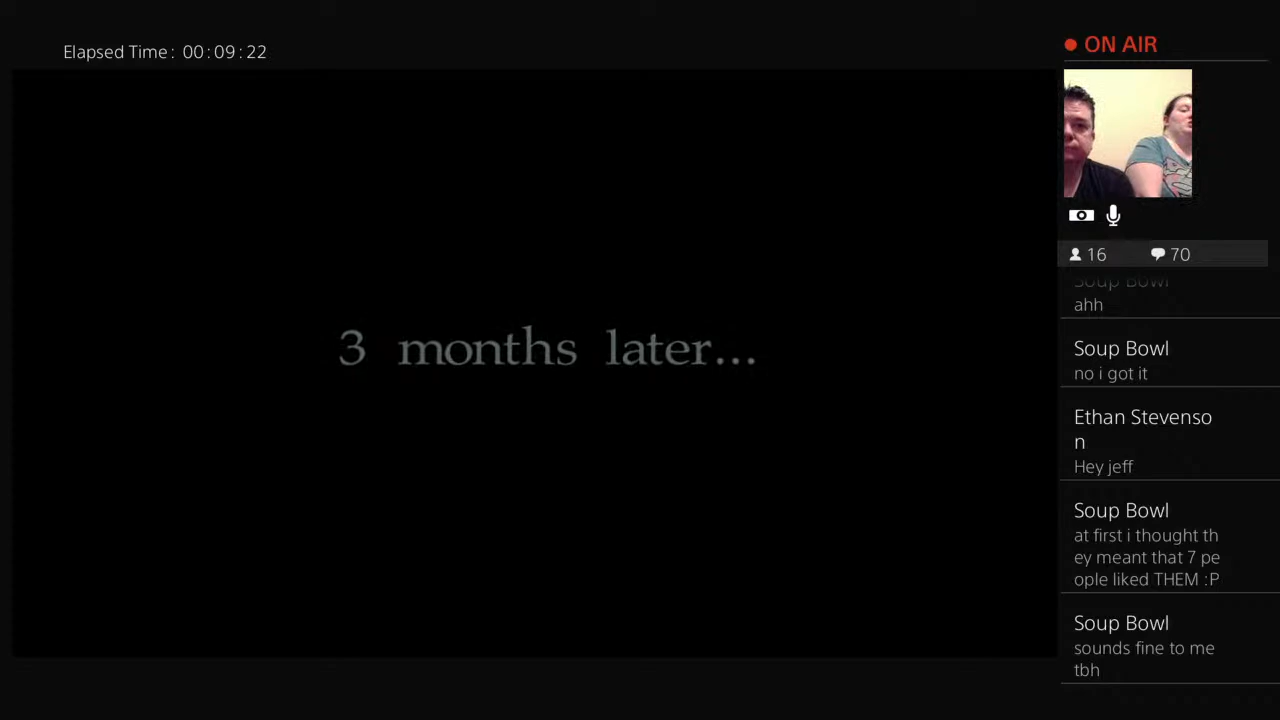 Elapsed Time: 00:09:22
ON AIR
16 70
Soup Bowl
ahh
3 months later...
Soup Bowl
no i got it
Ethan Stevenso
n
Hey jeff
Soup Bowl
at first i thought th
ey meant that 7 pe
ople liked THEM :P
Soup Bowl
sounds fine to me
tbh